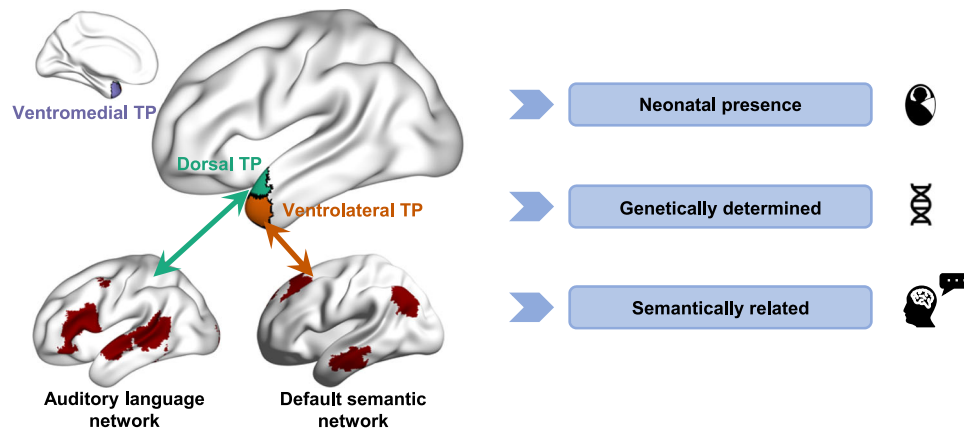 Ventromedial TP
Dorsal TP
Ventrolateral TP
Auditory language
network
Default semantic
network
Neonatal presence
Genetically determined
Semantically related